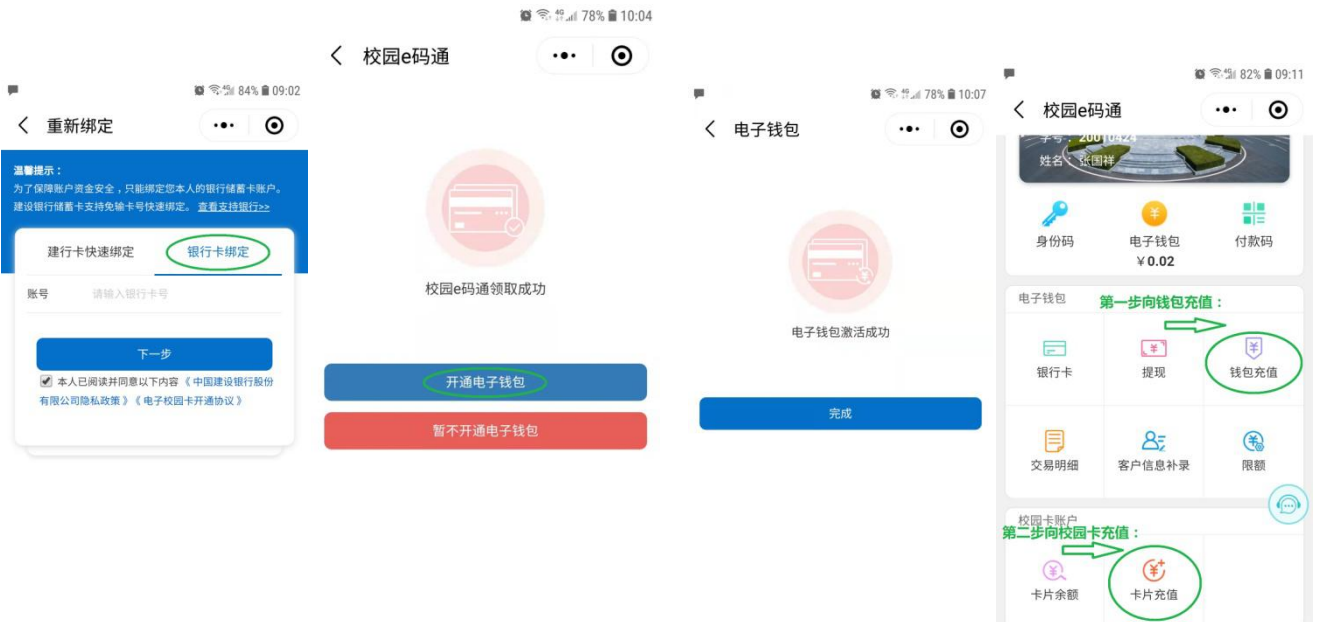 84% 09:02
重新绑定
温馨提示：
为了保障账户资金安全，只能绑定您本人的银行储蓄卡账户。
建设银行储蓄卡支持免输卡号快速绑定。 查看支持银行>>
建行卡快速绑定 银行卡绑定
账号 请输入银行卡号
下一步
本人已阅读并同意以下内容《中国建设银行股份
有限公司隐私政策》《电子校园卡开通协议》
4G 78% 10:04
校园e码通
校园e码通领取成功
开通电子钱包
暂不开通电子钱包
4G 78% 10:07
电子钱包
电子钱包激活成功
完成
82% 09:11
校园e码通
学号：20010424
姓名：张国祥
身份码 电子钱包 付款码
¥0.02
电子钱包 第一步向钱包充值：
银行卡 提现 钱包充值
交易明细 客户信息补录 限额
校园卡账户
第二步向校园卡充值：
卡片余额 卡片充值